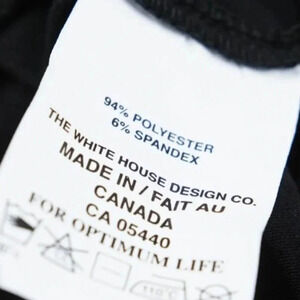 94% POLYESTER
6% SPANDEX
THE WHITE HOUSE DESIGN CO.
MADE IN / FAIT AU
CANADA
CA 05440
FOR OPTIMUM LIFE
110°C